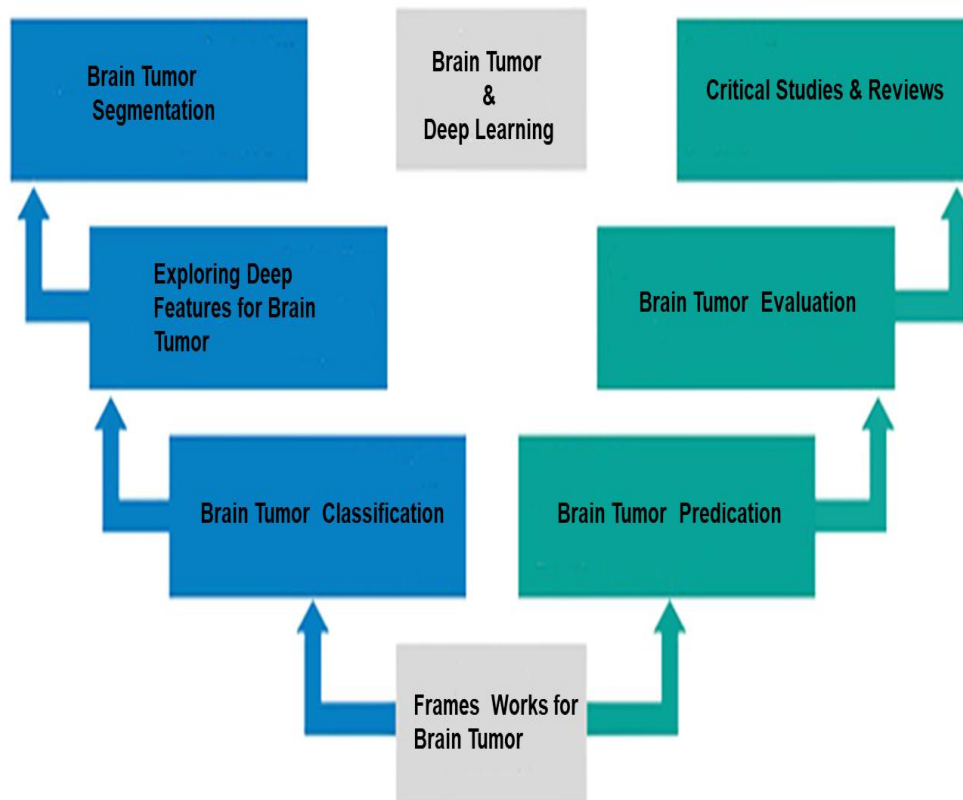 Brain Tumor
Segmentation
Brain Tumor
&
Deep Learning
Critical Studies & Reviews
Exploring Deep
Features for Brain
Tumor
Brain Tumor Evaluation
Brain Tumor Classification
Brain Tumor Predication
Frames Works for
Brain Tumor